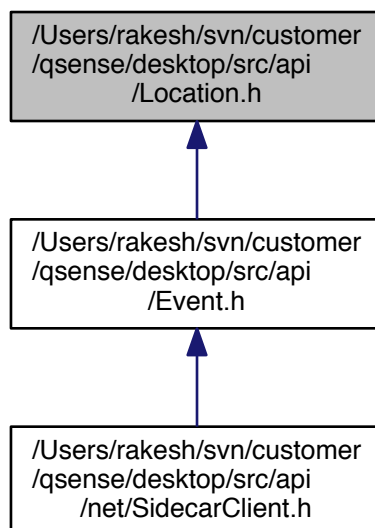 /Users/rakesh/svn/customer
/qsense/desktop/src/api
/Location.h
/Users/rakesh/svn/customer
/qsense/desktop/src/api
/Event.h
/Users/rakesh/svn/customer
/qsense/desktop/src/api
/net/SidecarClient.h